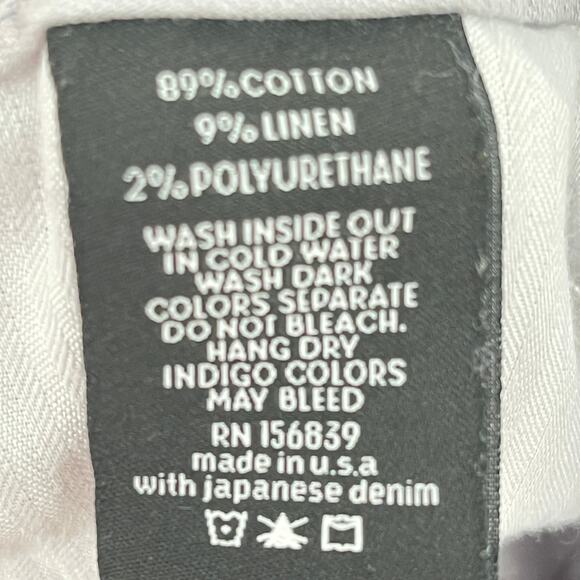 89% COTTON
9% LINEN
2% POLYURETHANE
WASH INSIDE OUT
IN COLD WATER
WASH DARK
COLORS SEPARATE
DO NOT BLEACH.
HANG DRY
INDIGO COLORS
MAY BLEED
RN 156839
made in u.s.a
with japanese denim